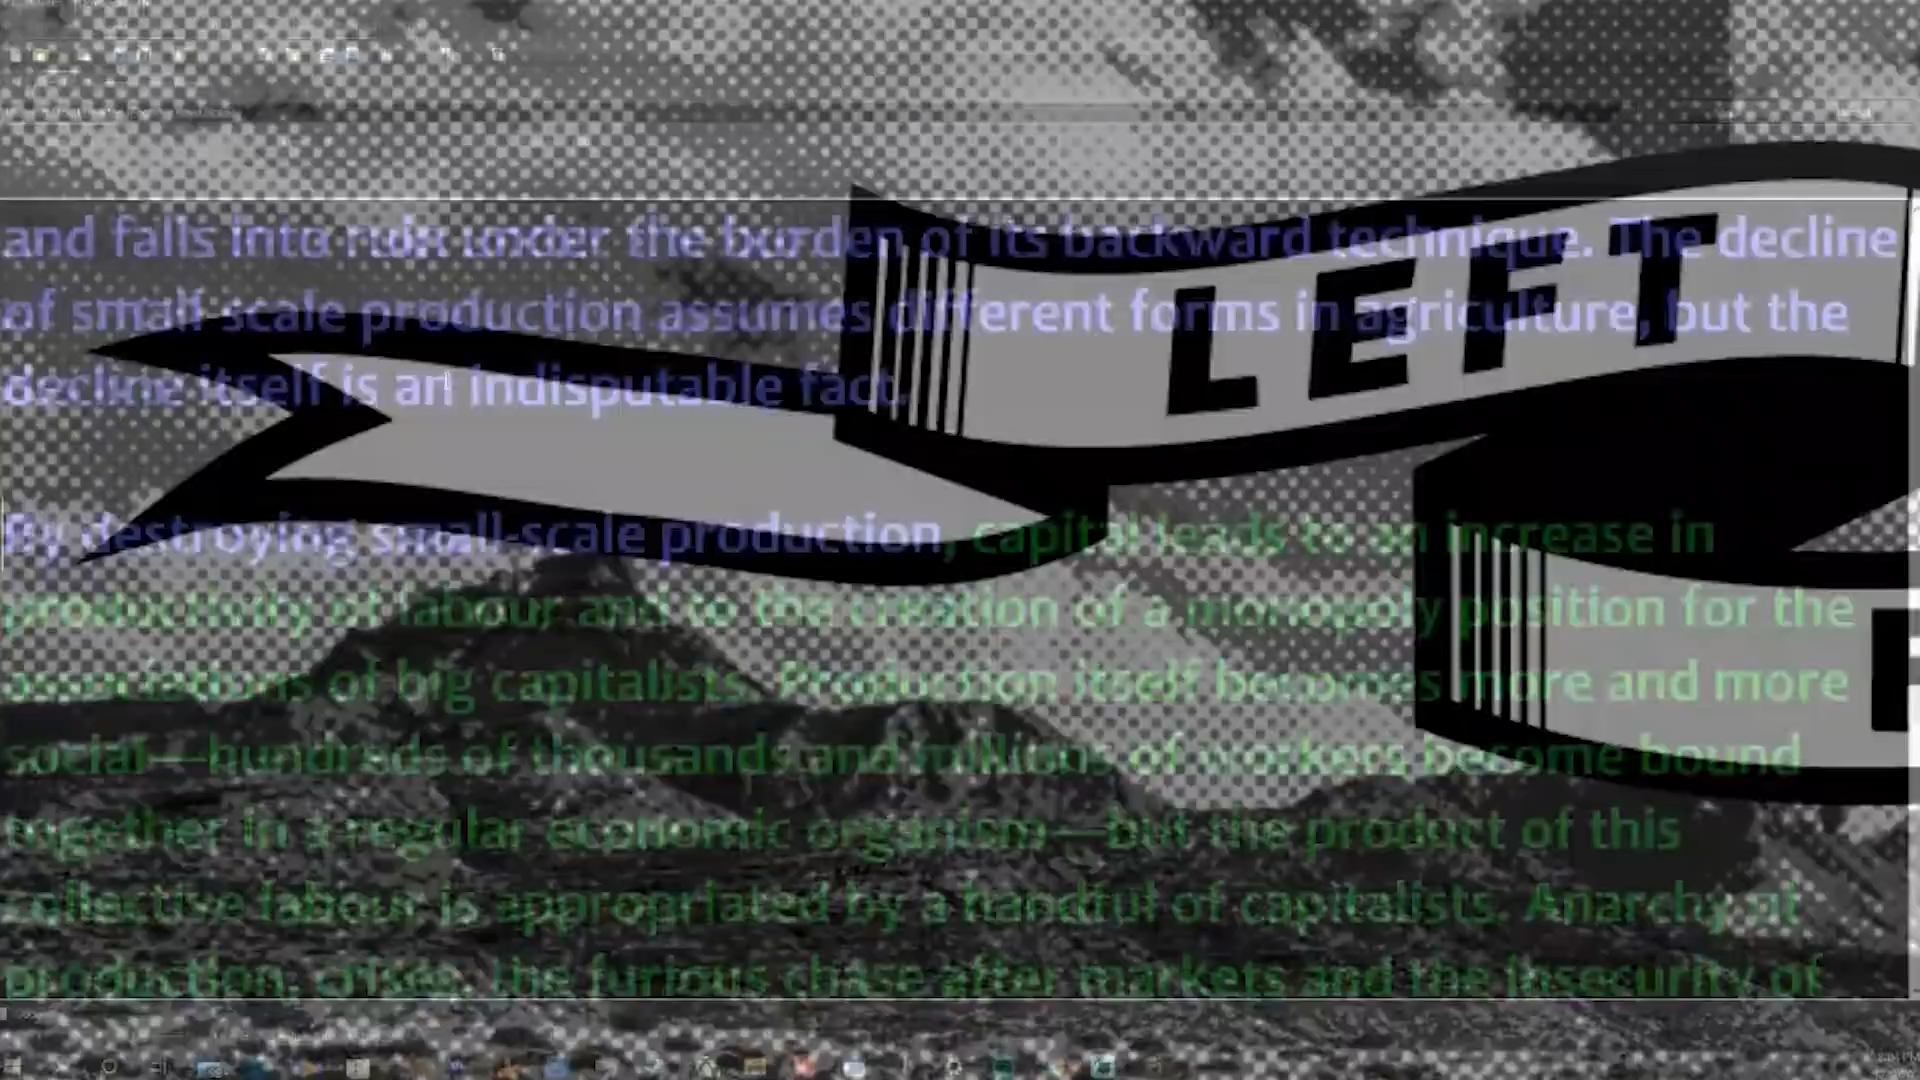 and falls into ruin under the burden of its backward technique. The decline
LEFT
of small-scale production assumes different forms in agriculture, but the
decline itself is an indisputable fact.
By destroying small-scale production, capital leads to an increase in
productivity of labour and to the creation of a monopoly position for the
associations of big capitalists. Production itself becomes more and more
social—hundreds of thousands and millions of workers become bound
together in a regular economic organism—but the product of this
collective labour is appropriated by a handful of capitalists. Anarchy of
production, crises, the furious chase after markets and the insecurity of